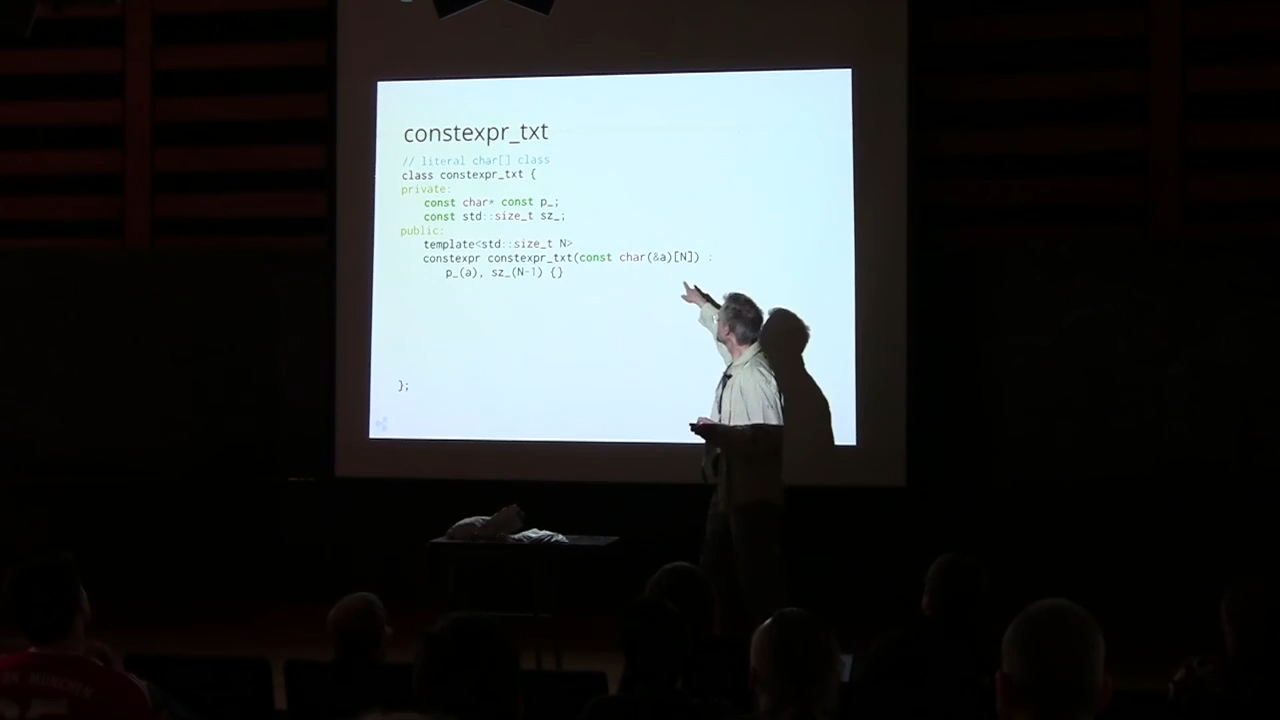 constexpr_txt
// literal char[] class
class constexpr_txt {
private:
const char* const p_;
const std::size_t sz_;
public:
template<std::size_t N>
constexpr constexpr_txt(const char(&a)[N]) :
p_(a), sz_(N-1) {}
};
MÜNCHEN